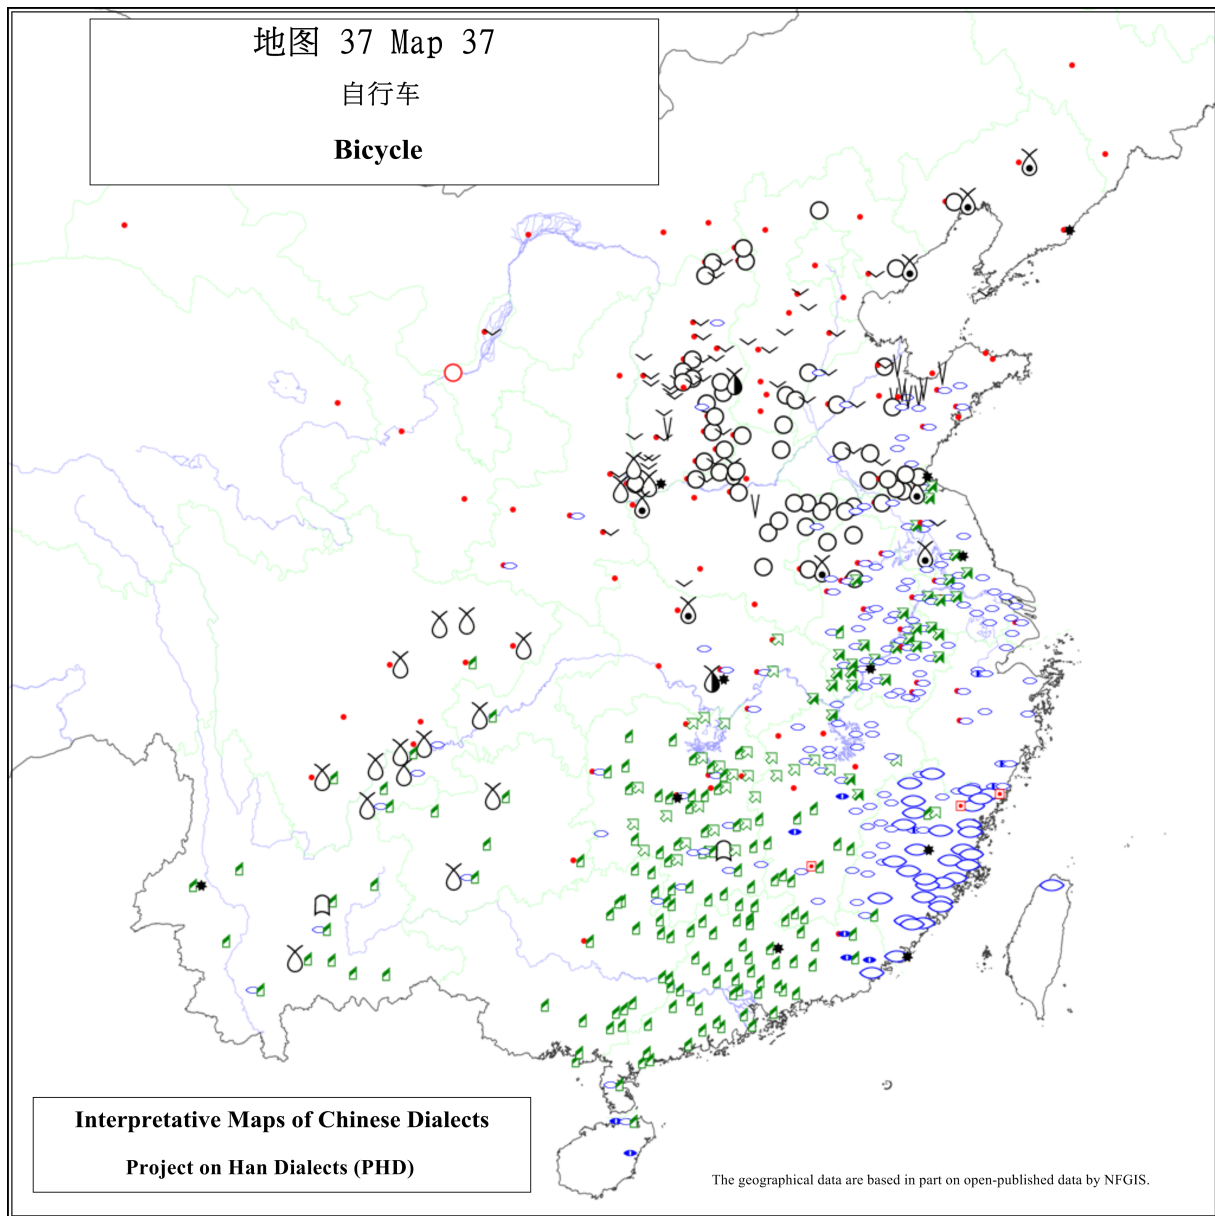 地图 37 Map 37
自行车
Bicycle
Interpretative Maps of Chinese Dialects
Project on Han Dialects (PHD)
The geographical data are based in part on open-published data by NFGIS.